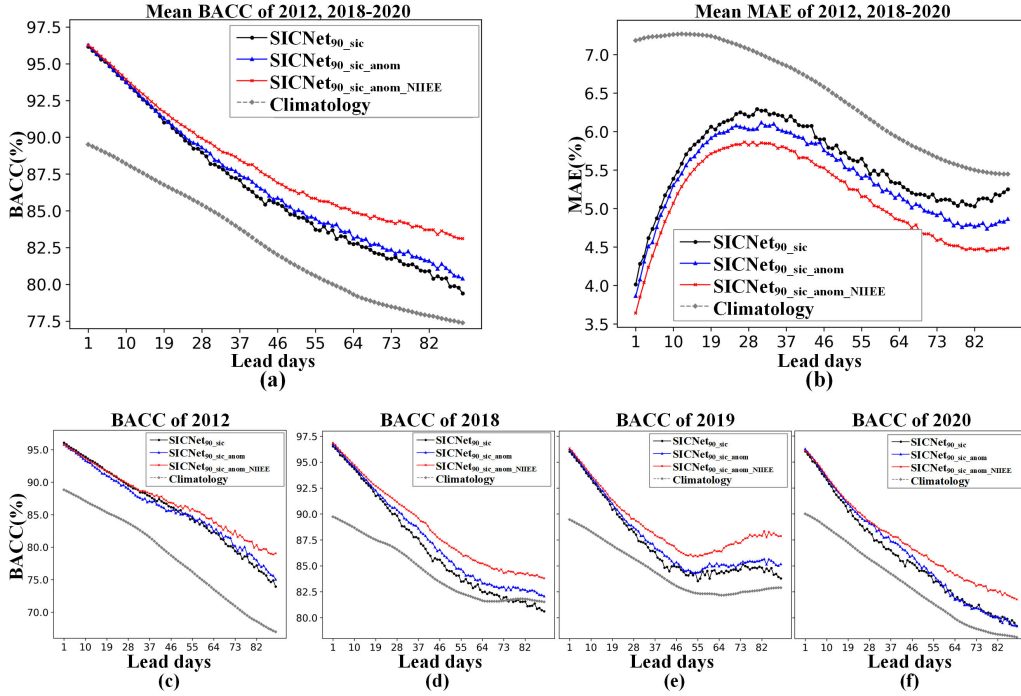 Mean BACC of 2012, 2018-2020
97.5
95.0
92.5
90.0
87.5
85.0
82.5
80.0
77.5
BACC(%)
SICNet90_sic
SICNet90_sic_anom
SICNet90_sic_anom_NIIEE
Climatology
1 10 19 28 37 46 55 64 73 82
Lead days
(a)
Mean MAE of 2012, 2018-2020
7.0
6.5
6.0
5.5
5.0
4.5
4.0
3.5
MAE(%)
SICNet90_sic
SICNet90_sic_anom
SICNet90_sic_anom_NIIEE
Climatology
1 10 19 28 37 46 55 64 73 82
Lead days
(b)
BACC of 2012
95.0
90.0
85.0
80.0
75.0
70.0
BACC(%)
SICNet90_sic
SICNet90_sic_anom
SICNet90_sic_anom_NIIEE
Climatology
1 10 19 28 37 46 55 64 73 82
Lead days
(c)
BACC of 2018
97.5
95.0
92.5
90.0
87.5
85.0
82.5
80.0
SICNet90_sic
SICNet90_sic_anom
SICNet90_sic_anom_NIIEE
Climatology
1 10 19 28 37 46 55 64 73 82
Lead days
(d)
BACC of 2019
SICNet90_sic
SICNet90_sic_anom
SICNet90_sic_anom_NIIEE
Climatology
1 10 19 28 37 46 55 64 73 82
Lead days
(e)
BACC of 2020
SICNet90_sic
SICNet90_sic_anom
SICNet90_sic_anom_NIIEE
Climatology
1 10 19 28 37 46 55 64 73 82
Lead days
(f)